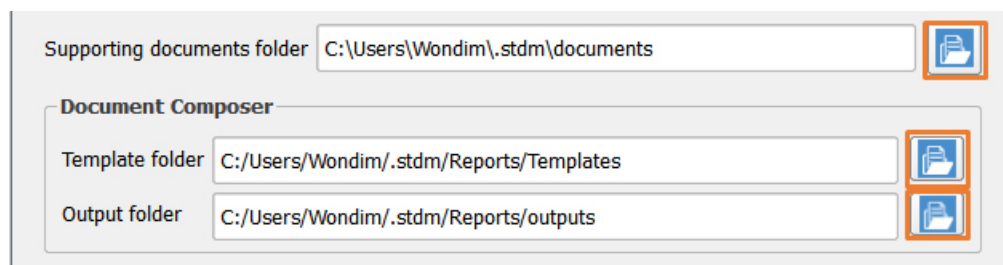 Supporting documents folder C:\Users\Wondim\.stdm\documents
Document Composer
Template folder C:/Users/Wondim/.stdm/Reports/Templates
Output folder C:/Users/Wondim/.stdm/Reports/outputs